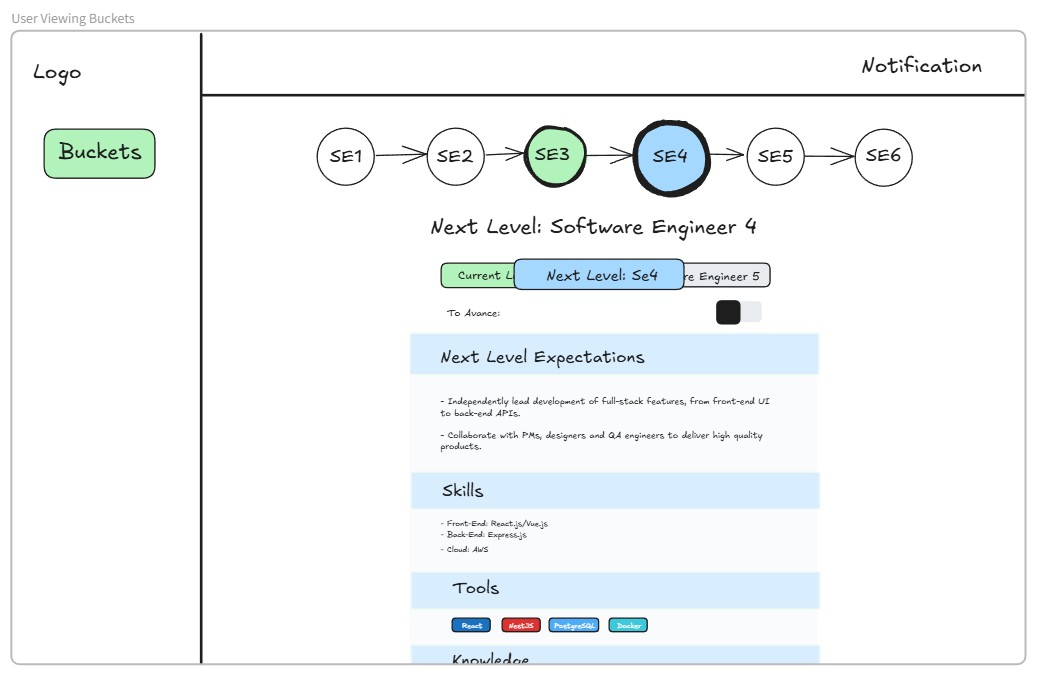 User Viewing Buckets
Logo
Notification
Buckets
SE1
SE2
SE3
SE4
SE5
SE6
Next Level: Software Engineer 4
Current L
Next Level: Se4
re Engineer 5
To Avance:
Next Level Expectations
- Independently lead development of full-stack features, from front-end UI
to back-end APIs.
- Collaborate with PMs, designers and QA engineers to deliver high quality
products.
Skills
- Front-End: React.js/Vue.js
- Back-End: Express.js
- Cloud: AWS
Tools
React
NestJS
PostgreSQL
Docker
Knowledge